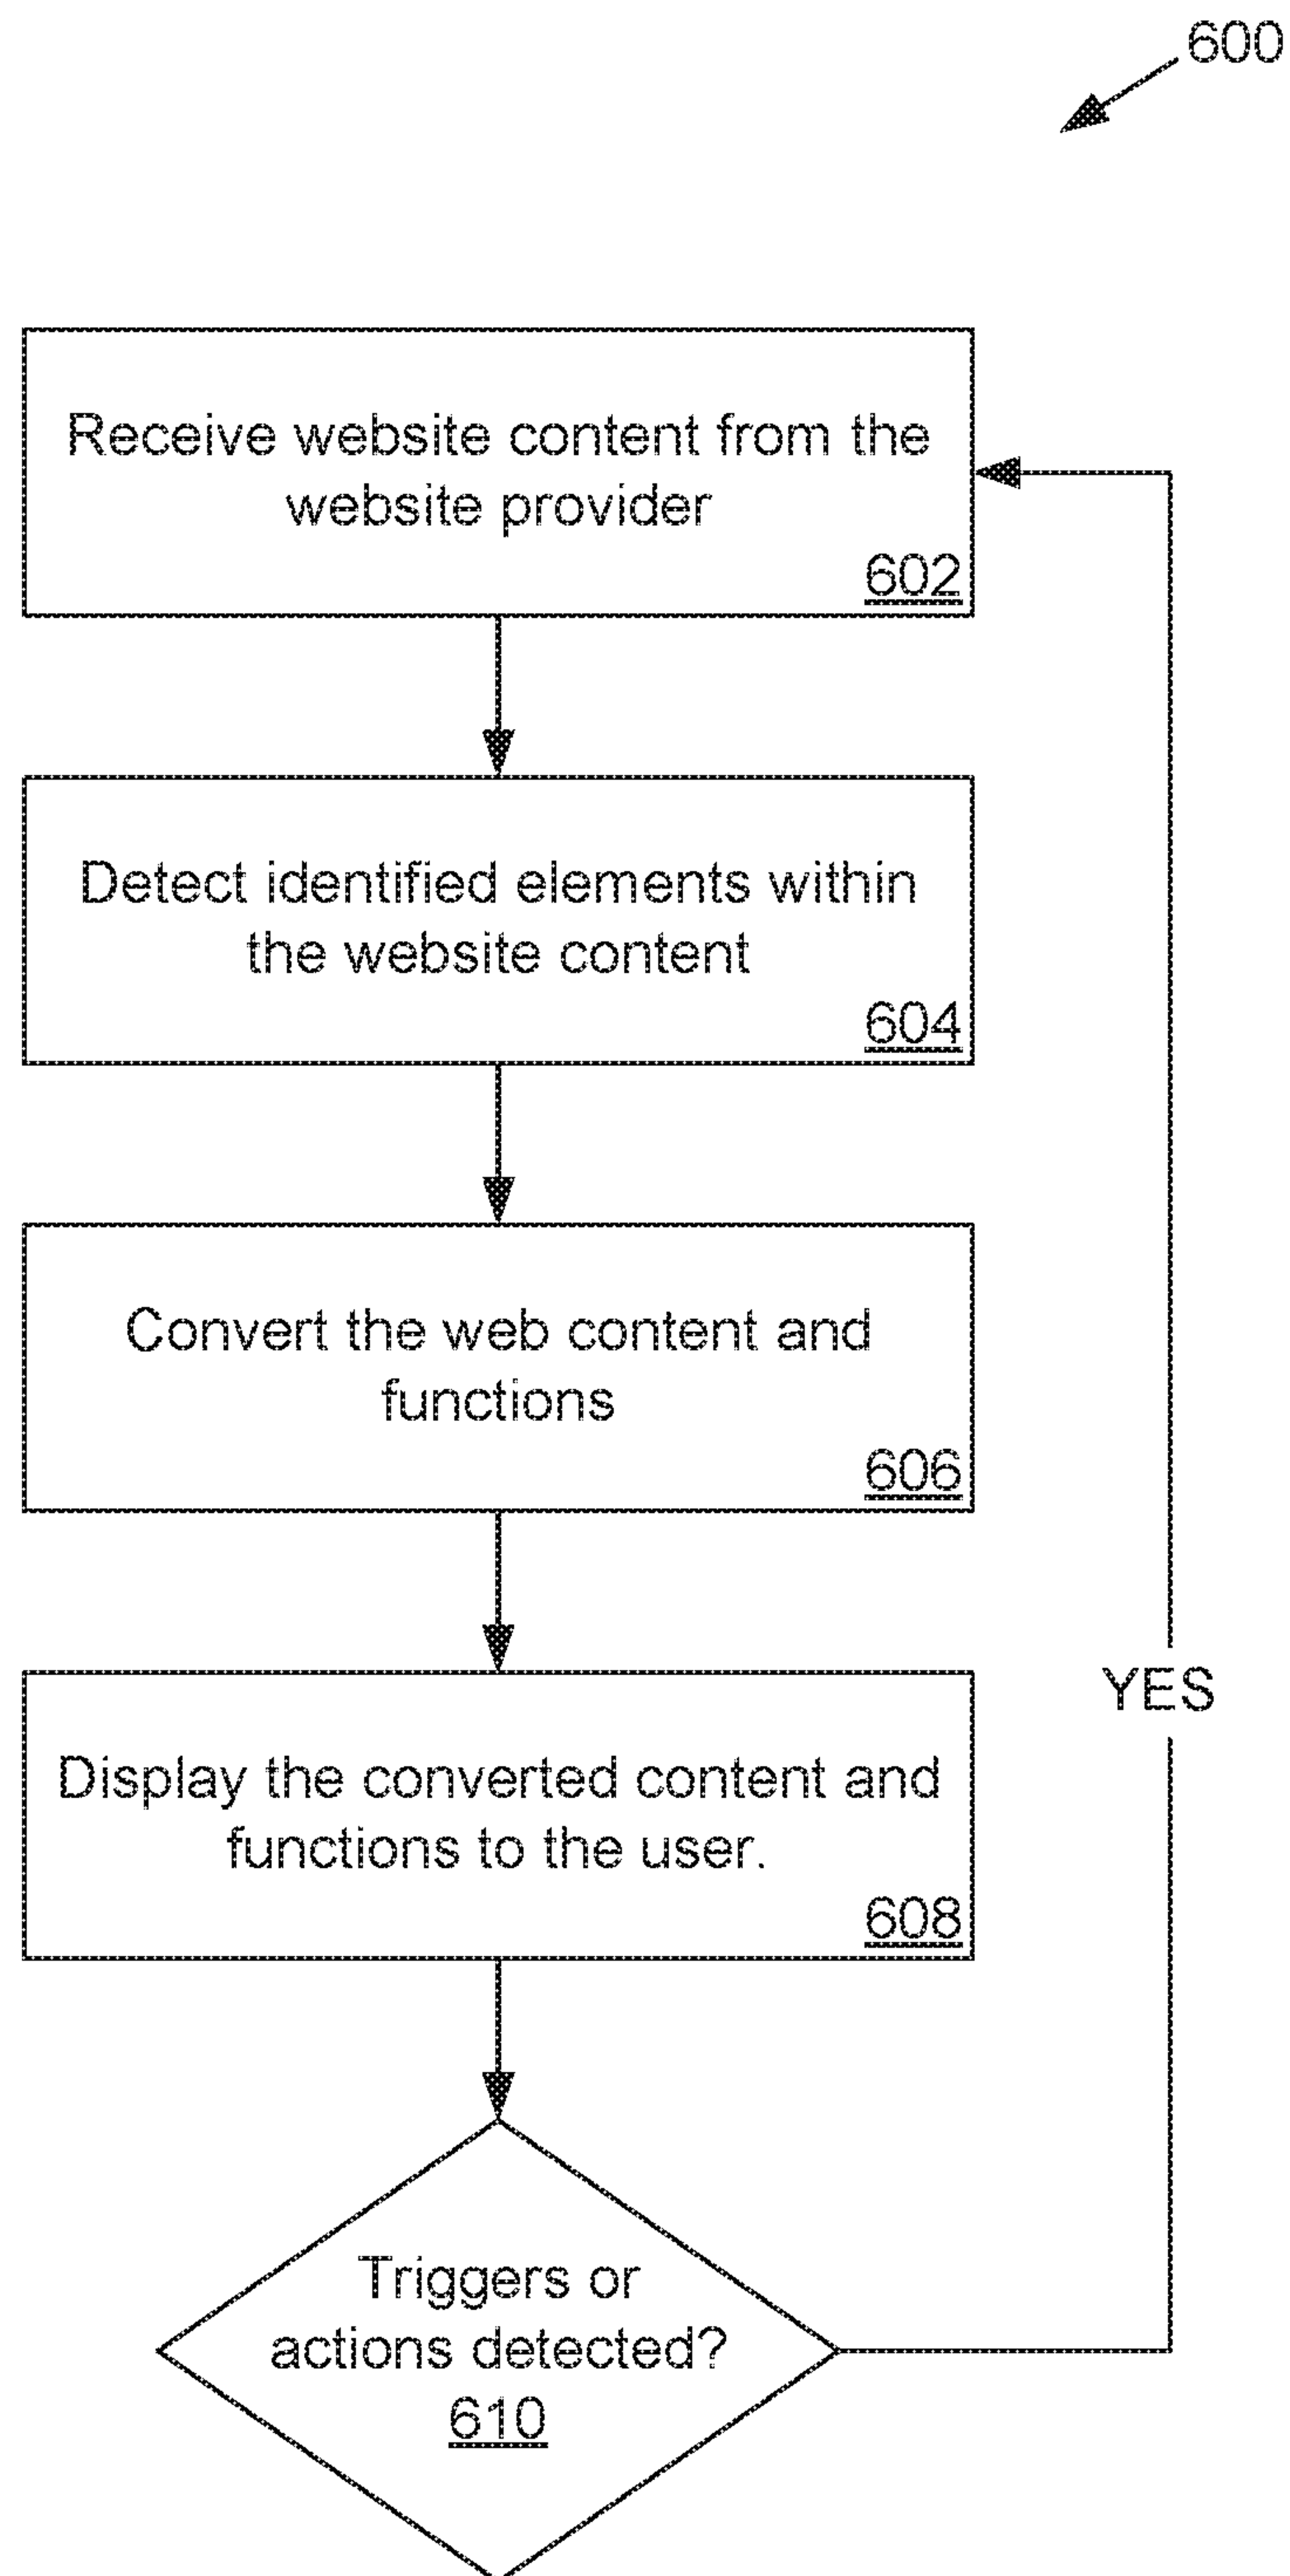 600
Receive website content from the
website provider
602
Detect identified elements within
the website content
604
Convert the web content and
functions
606
YES
Display the converted content and
functions to the user.
608
Triggers or
actions detected?
610